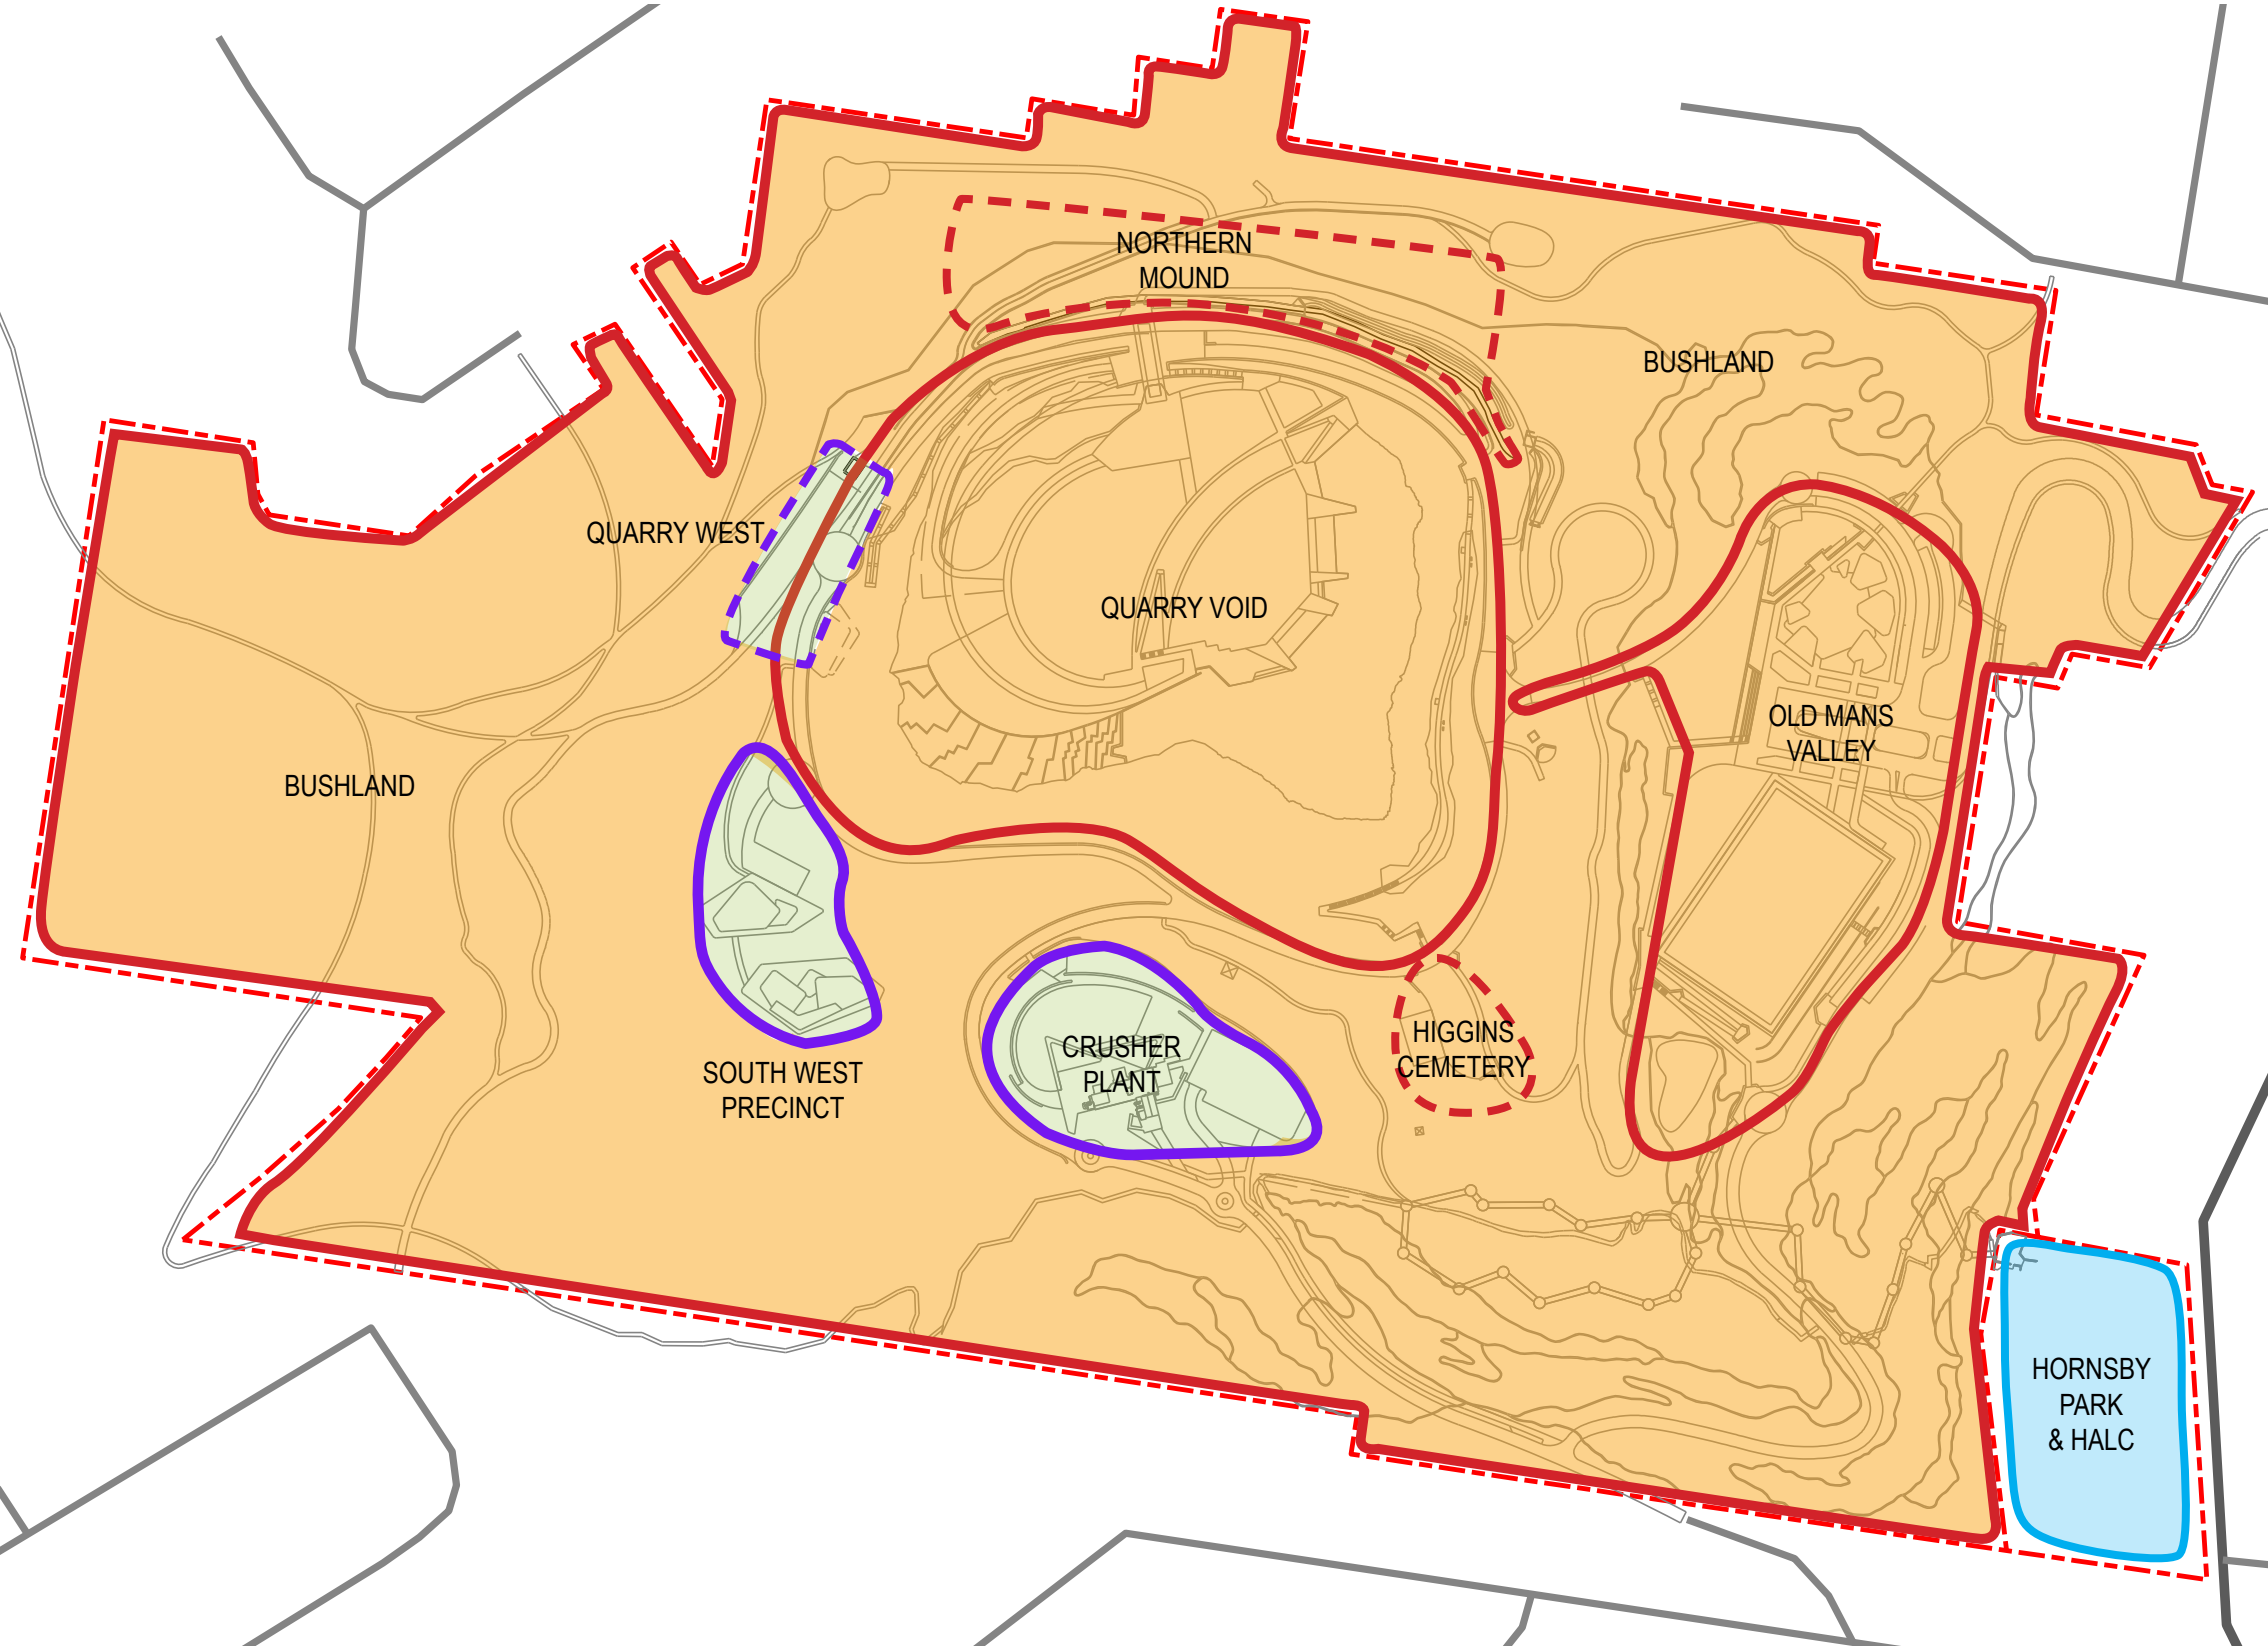 NORTHERN
MOUND
BUSHLAND
QUARRY WEST
QUARRY VOID
OLD MANS
VALLEY
BUSHLAND
SOUTH WEST
PRECINCT
CRUSHER
PLANT
HIGGINS
CEMETERY
HORNSBY
PARK
& HALC